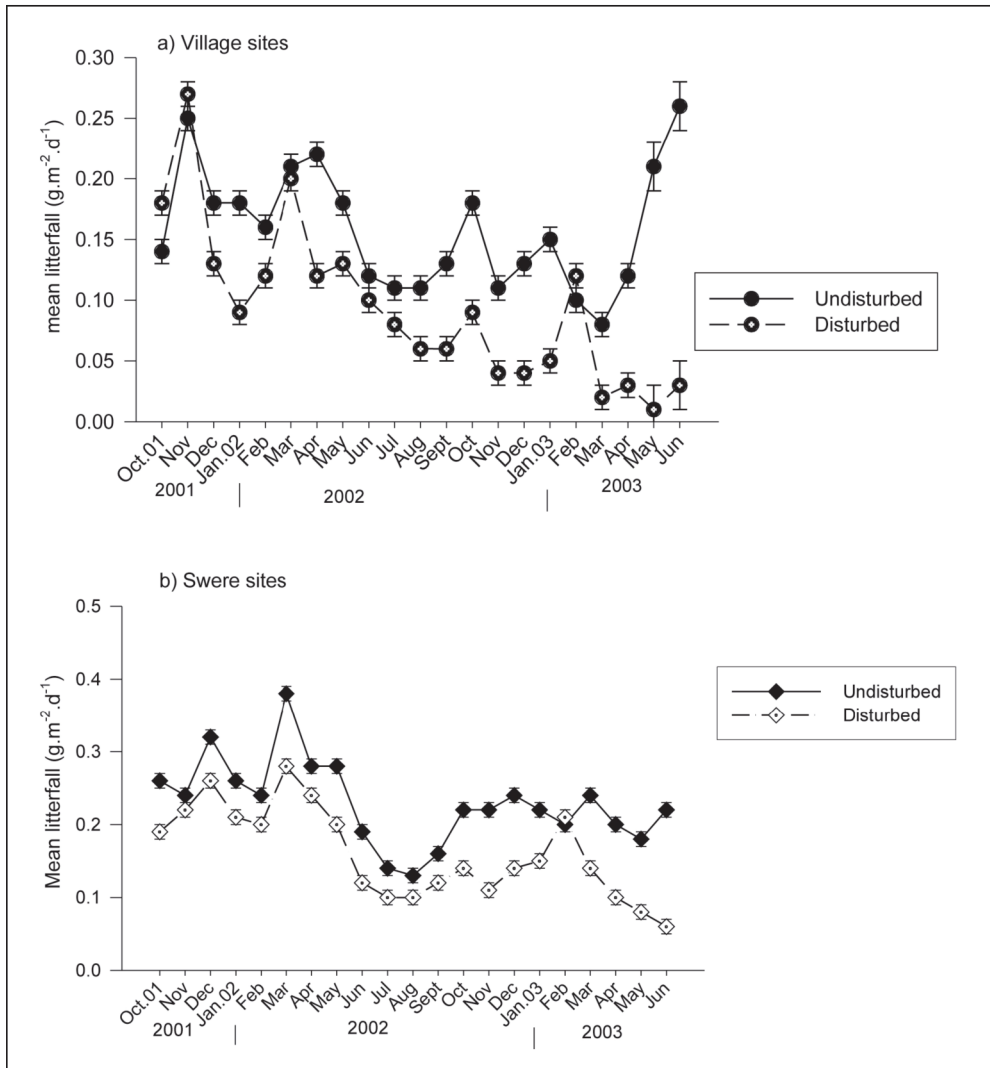 a) Village sites
mean litterfall (g.m⁻².d⁻¹)
0.30
0.25
0.20
0.15
0.10
0.05
0.00
Undisturbed
Disturbed
Oct.01 Nov Dec Jan.02 Feb Mar Apr May Jun Jul Aug Sept Oct Nov Dec Jan.03 Feb Mar Apr May Jun
2001 2002 2003
b) Swere sites
Mean litterfall (g.m⁻².d⁻¹)
0.5
0.4
0.3
0.2
0.1
0.0
Undisturbed
Disturbed
Oct.01 Nov Dec Jan.02 Feb Mar Apr May Jun Jul Aug Sept Oct Nov Dec Jan.03 Feb Mar Apr May Jun
2001 2002 2003